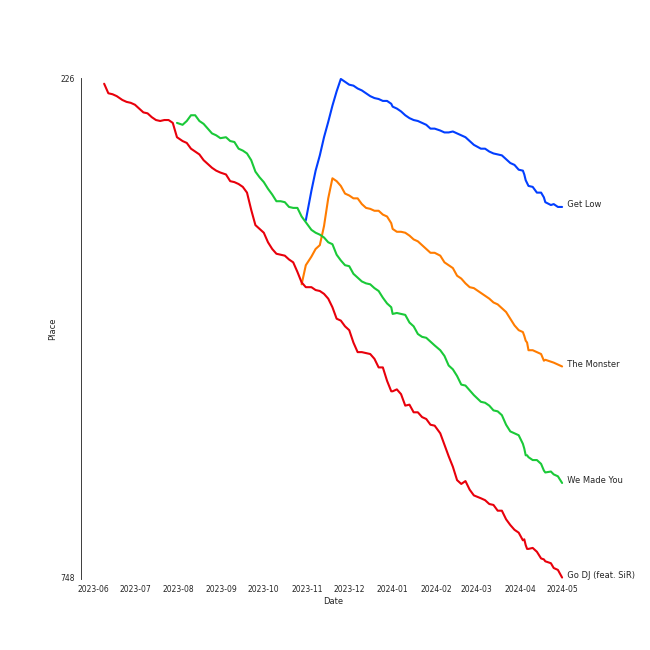 226
Get Low
Place
The Monster
We Made You
748
Go DJ (feat. SiR)
2023-06 2023-07 2023-08 2023-09 2023-10 2023-11 2023-12 2024-01 2024-02 2024-03 2024-04 2024-05
Date